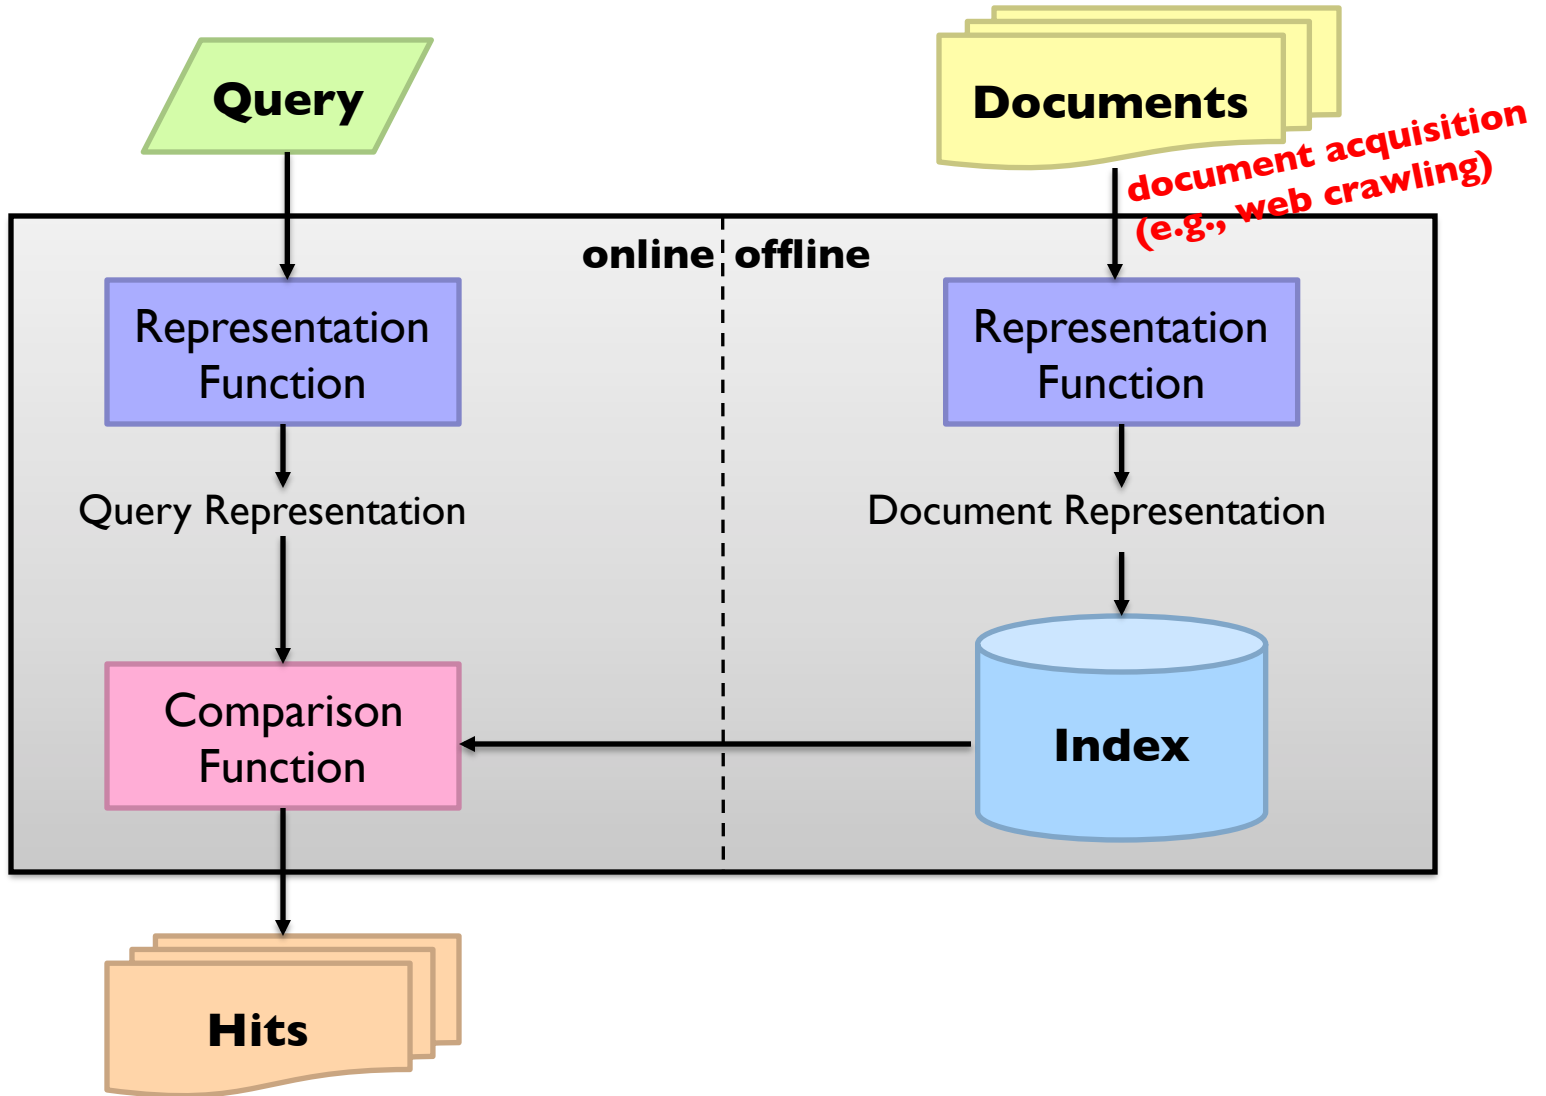 Query
Documents
document acquisition
(e.g., web crawling)
online offline
Representation
Function
Representation
Function
Query Representation
Document Representation
Comparison
Function
Index
Hits